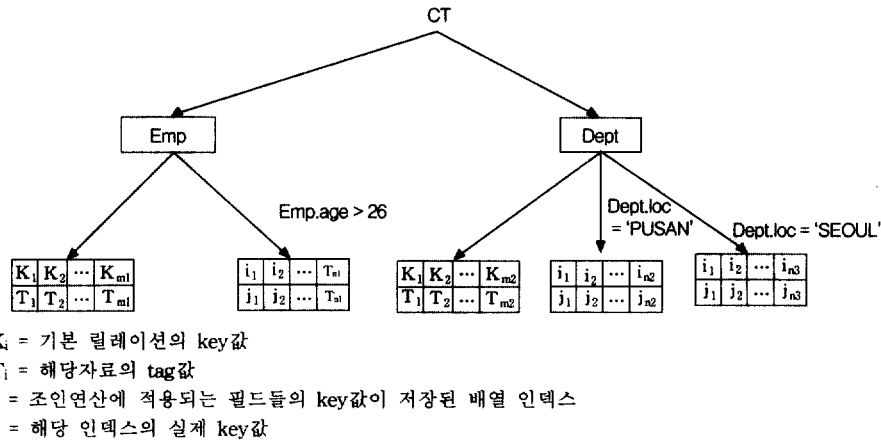 CT
Emp
Dept
Emp.age > 26
Dept.loc
= 'PUSAN'
Dept.loc = 'SEOUL'
K₁ K₂ ... Kₘ₁
T₁ T₂ ... Tₘ₁
i₁ i₂ ... Tₙ₁
j₁ j₂ ... Tₙ₁
K₁ K₂ ... Kₘ₂
T₁ T₂ ... Tₘ₂
i₁ i₂ ... iₙ₂
j₁ j₂ ... jₙ₂
i₁ i₂ ... iₙ₃
j₁ j₂ ... jₙ₃
Kᵢ = 기본 릴레이션의 key값
Tᵢ = 해당자료의 tag값
= 조인연산에 적용되는 필드들의 key값이 저장된 배열 인덱스
= 해당 인덱스의 실제 key값